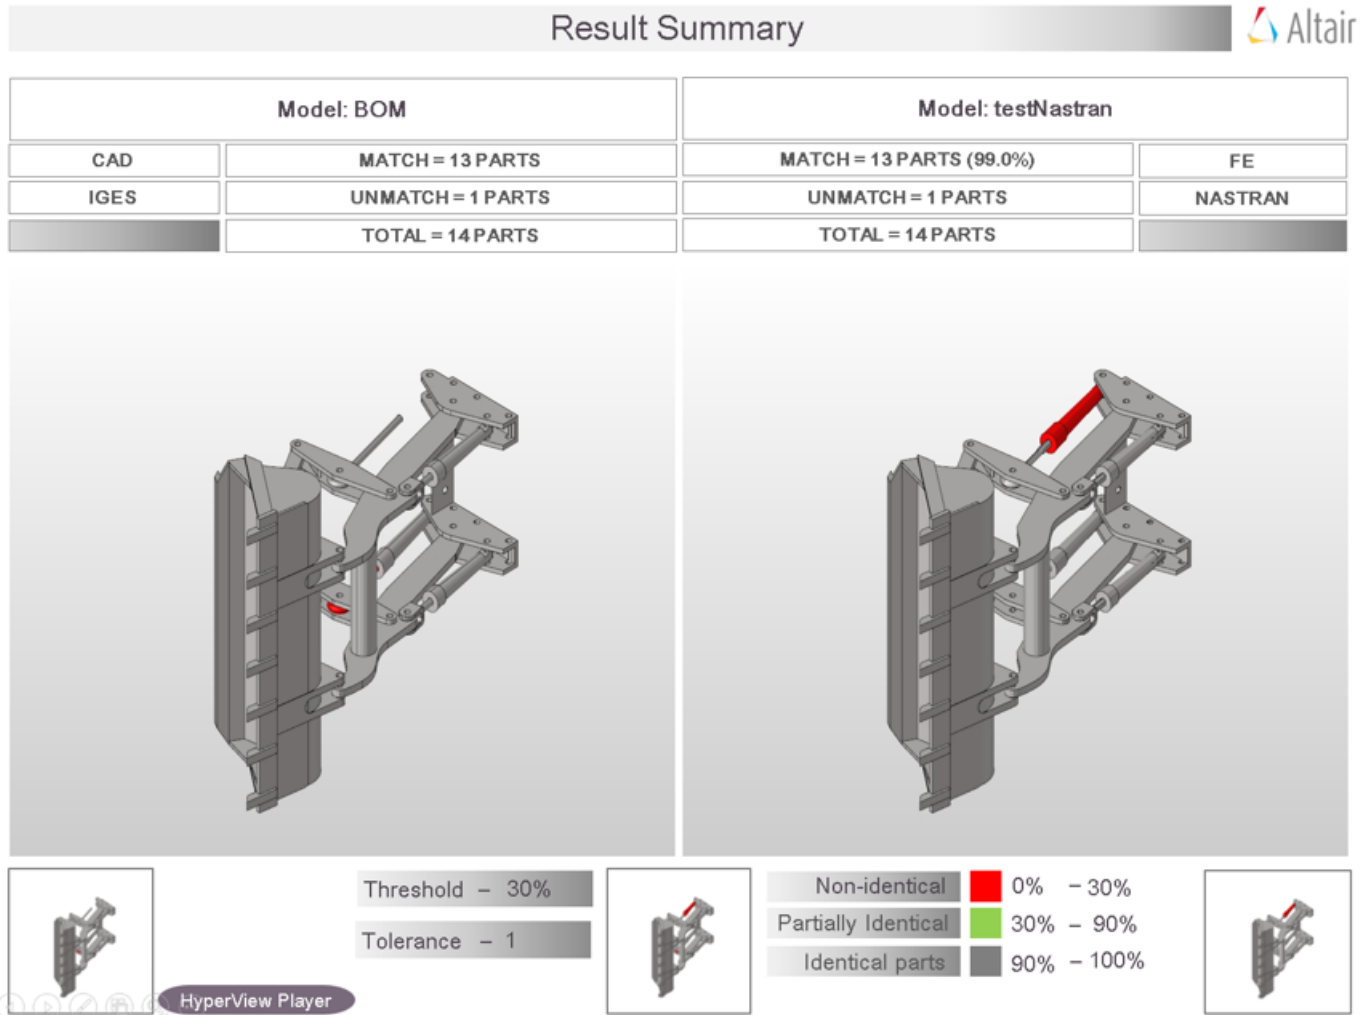 Result Summary
Altair
Model: BOM
Model: testNastran
CAD
MATCH = 13 PARTS
MATCH = 13 PARTS (99.0%)
FE
IGES
UNMATCH = 1 PARTS
UNMATCH = 1 PARTS
NASTRAN
TOTAL = 14 PARTS
TOTAL = 14 PARTS
Threshold – 30%
Non-identical 0% – 30%
Partially Identical 30% – 90%
Tolerance – 1
Identical parts 90% – 100%
HyperView Player